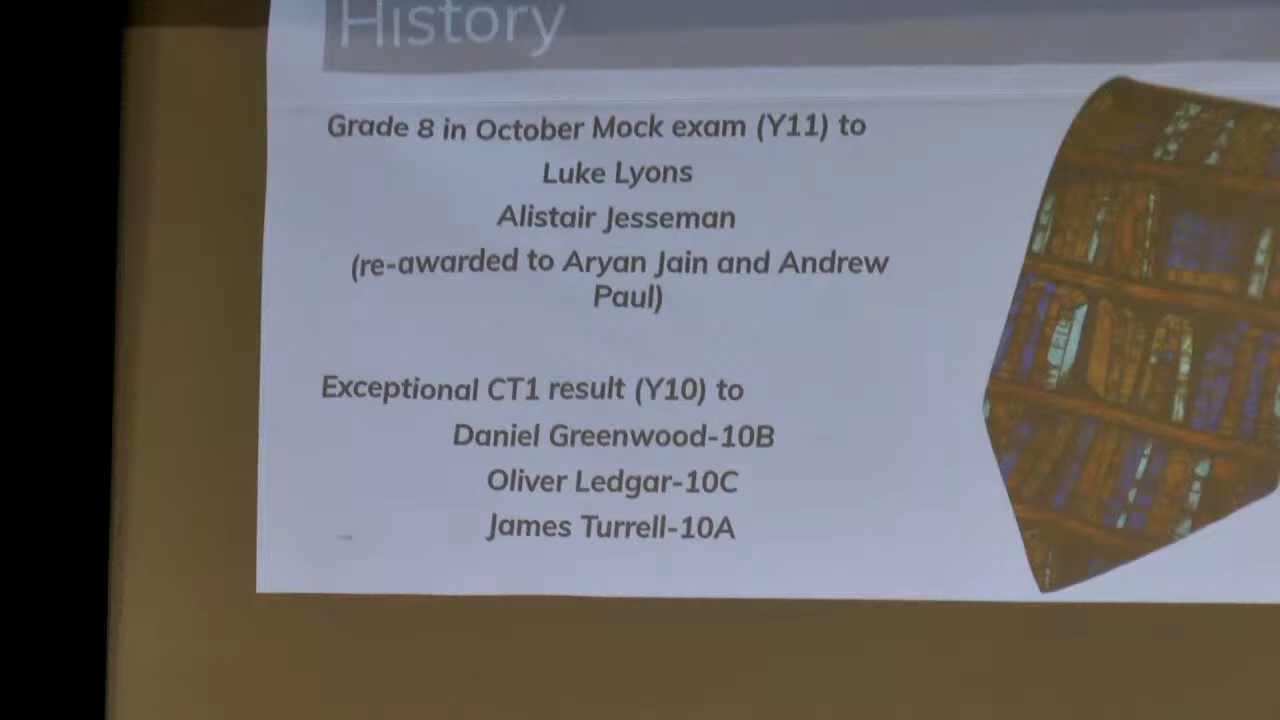 History
Grade 8 in October Mock exam (Y11) to
Luke Lyons
Alistair Jesseman
(re-awarded to Aryan Jain and Andrew
Paul)
Exceptional CT1 result (Y10) to
Daniel Greenwood-10B
Oliver Ledgar-10C
James Turrell-10A